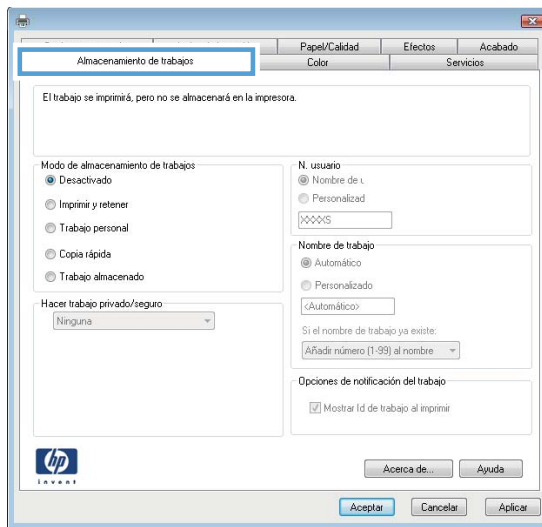 Papel/Calidad Efectos Acabado
Almacenamiento de trabajos Color Servicios
El trabajo se imprimirá, pero no se almacenará en la impresora.
Modo de almacenamiento de trabajos
Desactivado
Imprimir y retener
Trabajo personal
Copia rápida
Trabajo almacenado
Hacer trabajo privado/seguro
Ninguna
N. usuario
Nombre de u
Personalizad
XXXXS
Nombre de trabajo
Automático
Personalizado
<Automático>
Si el nombre de trabajo ya existe:
Añadir número (1-99) al nombre
Opciones de notificación del trabajo
Mostrar Id de trabajo al imprimir
hp
invent
Acerca de... Ayuda
Aceptar Cancelar Aplicar